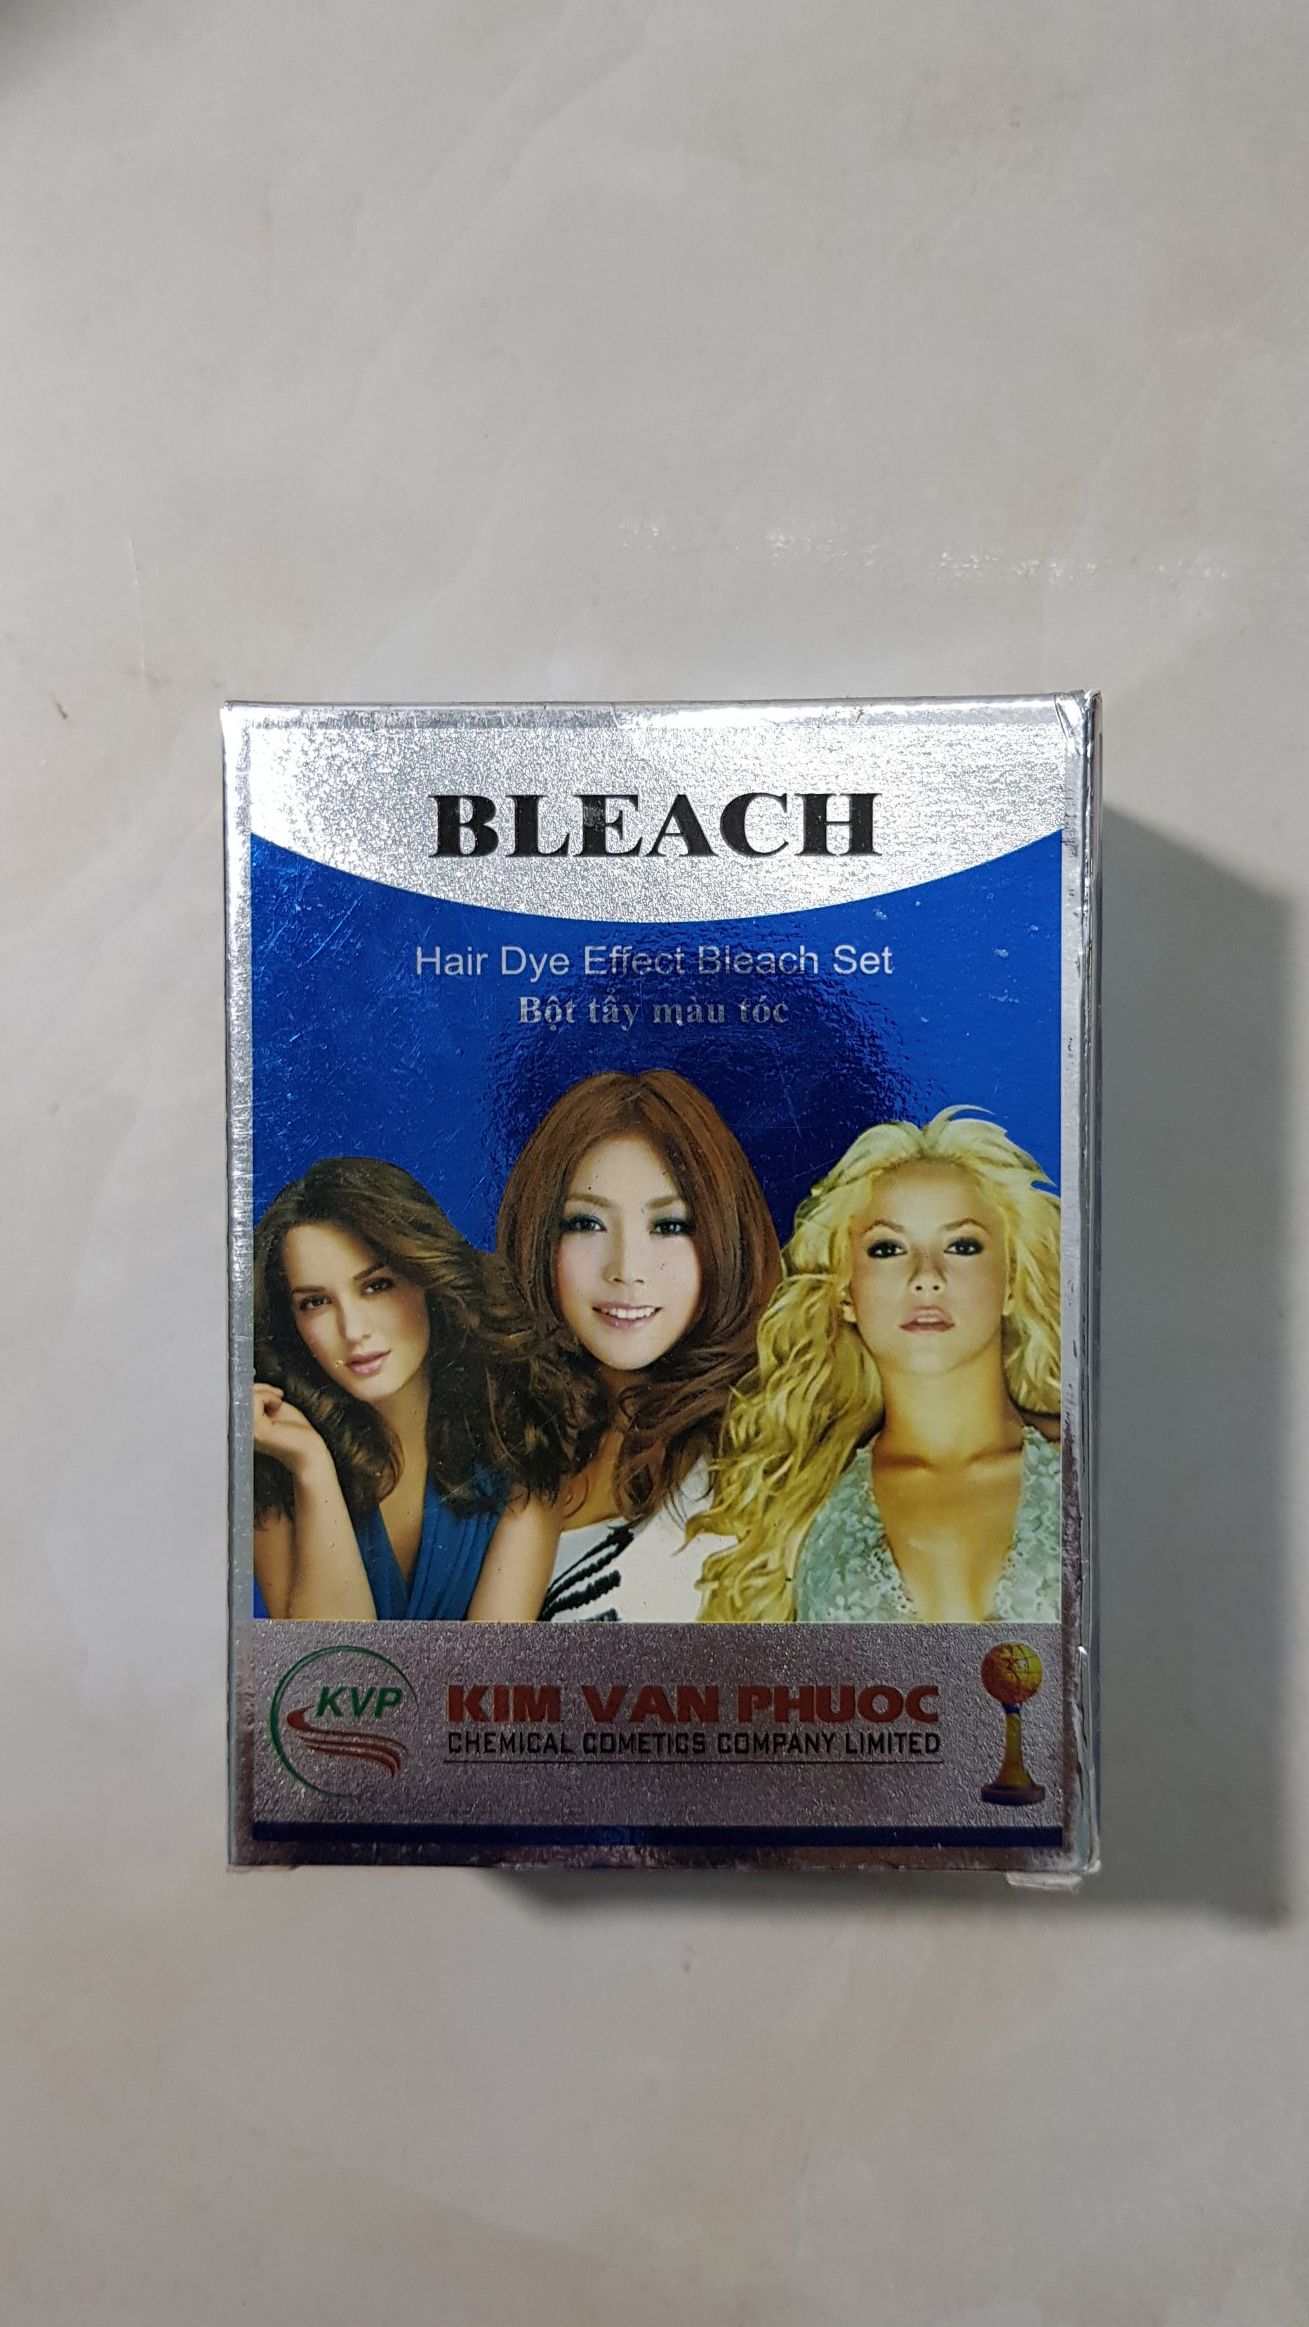 BLEACH
Hair Dye Effect Bleach Set
Bột tẩy màu tóc
KVP
KIM VAN PHUOC
CHEMICAL COMETICS COMPANY LIMITED